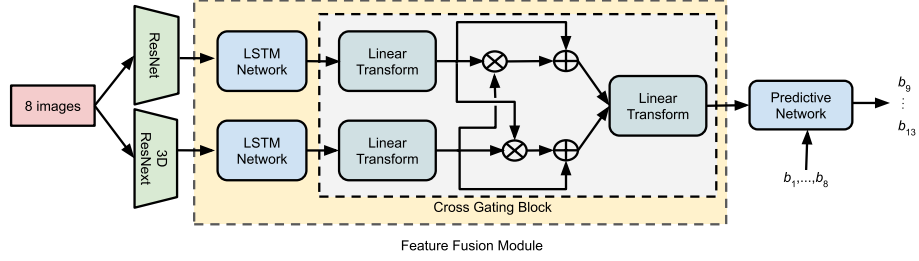 8 images
ResNet
3D
ResNext
LSTM
Network
LSTM
Network
Linear
Transform
Linear
Transform
Linear
Transform
Cross Gating Block
Feature Fusion Module
Predictive
Network
b1,...,b8
b9
⋮
b13